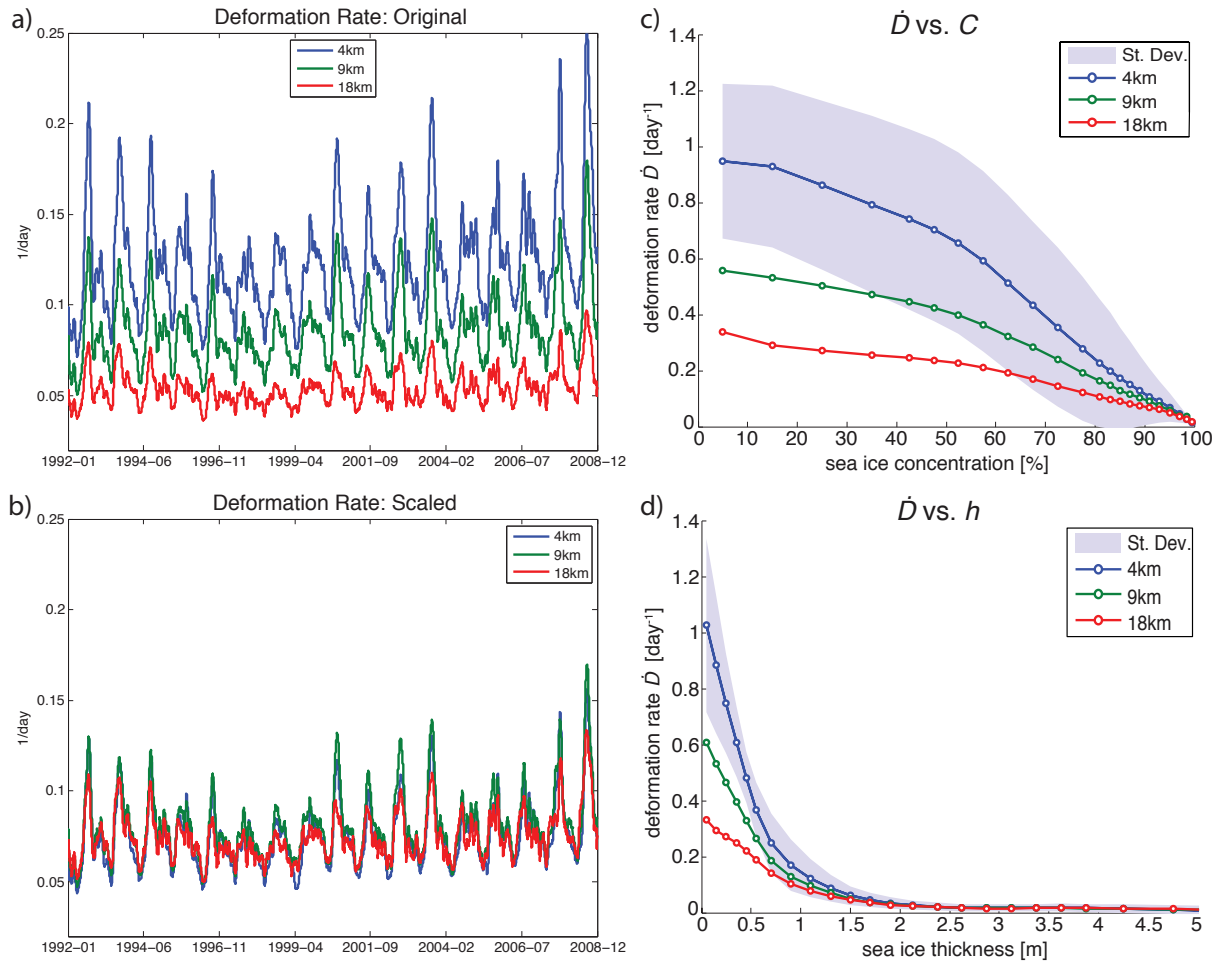 a)
Deformation Rate: Original
0.25
0.2
0.15
0.1
0.05
1/day
4km
9km
18km
1992−01 1994−06 1996−11 1999−04 2001−09 2004−02 2006−07 2008−12
b)
Deformation Rate: Scaled
0.25
0.2
0.15
0.1
0.05
1/day
4km
9km
18km
1992−01 1994−06 1996−11 1999−04 2001−09 2004−02 2006−07 2008−12
c)
Ḋ vs. C
1.4
1.2
1
0.8
0.6
0.4
0.2
0
deformation rate Ḋ [day⁻¹]
St. Dev.
4km
9km
18km
0 10 20 30 40 50 60 70 80 90 100
sea ice concentration [%]
d)
Ḋ vs. h
1.4
1.2
1
0.8
0.6
0.4
0.2
0
deformation rate Ḋ [day⁻¹]
St. Dev.
4km
9km
18km
0 0.5 1 1.5 2 2.5 3 3.5 4 4.5 5
sea ice thickness [m]